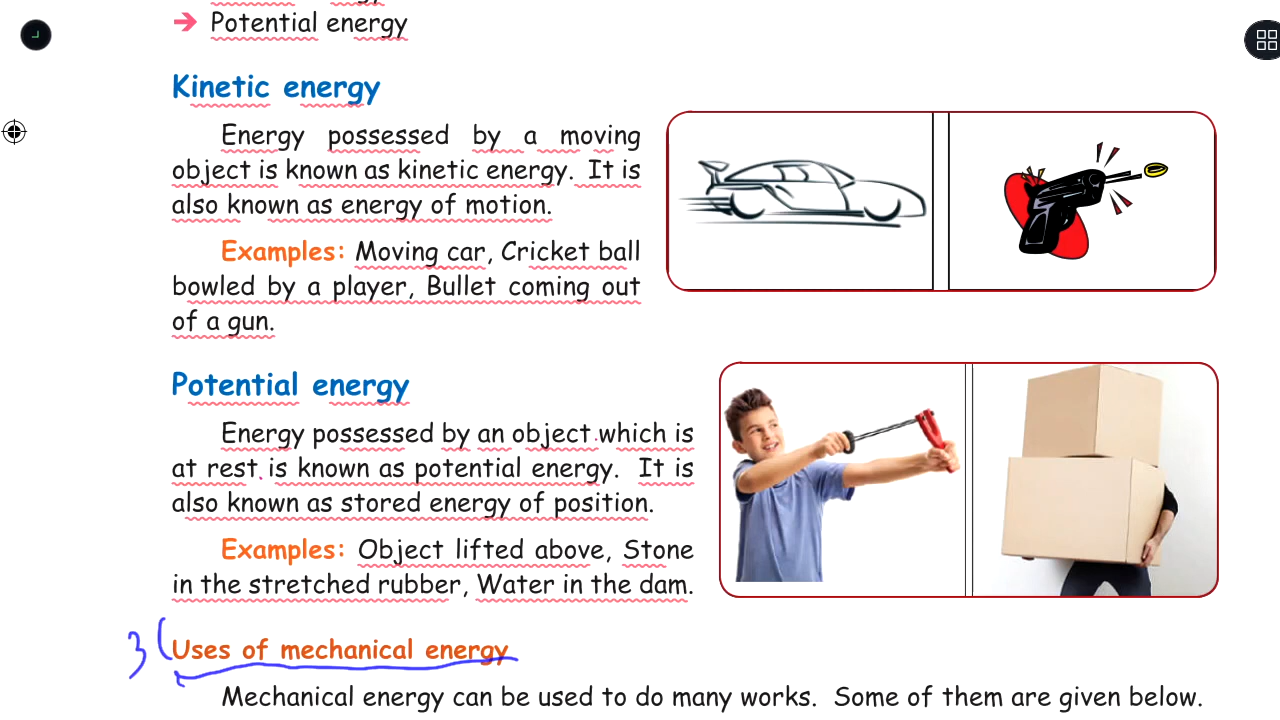 ➔ Potential energy
Kinetic energy
Energy possessed by a moving
object is known as kinetic energy. It is
also known as energy of motion.
Examples: Moving car, Cricket ball
bowled by a player, Bullet coming out
of a gun.
Potential energy
Energy possessed by an object which is
at rest is known as potential energy. It is
also known as stored energy of position.
Examples: Object lifted above, Stone
in the stretched rubber, Water in the dam.
3 Uses of mechanical energy
Mechanical energy can be used to do many works. Some of them are given below.